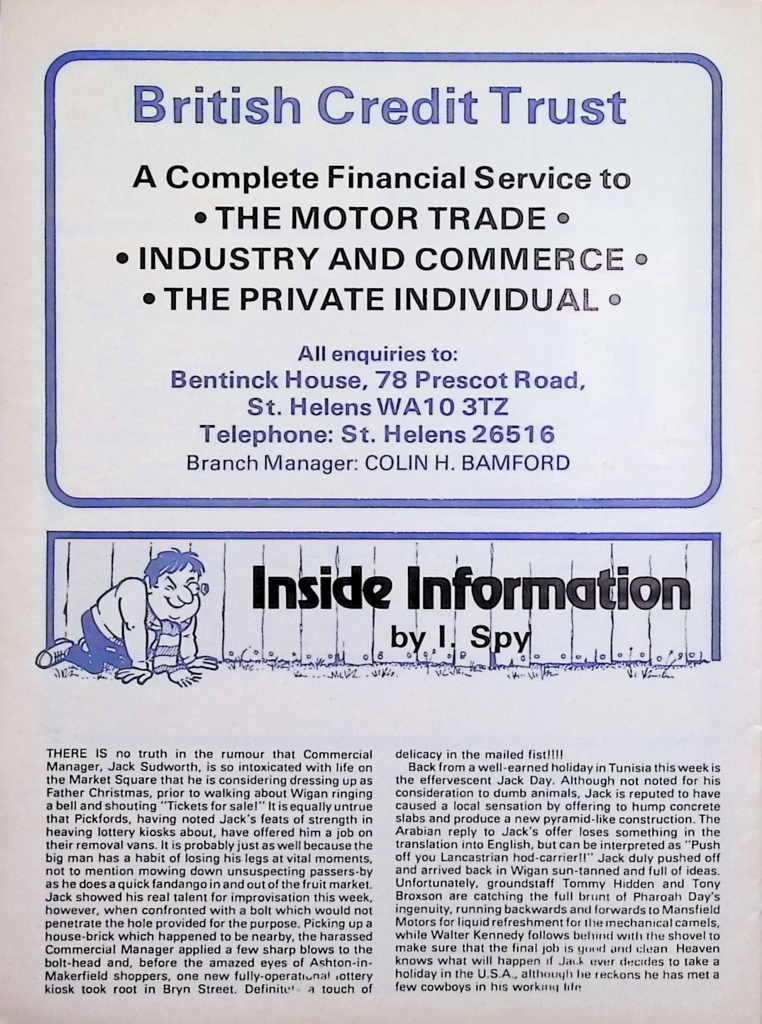 British Credit Trust
A Complete Financial Service to
• THE MOTOR TRADE •
• INDUSTRY AND COMMERCE •
• THE PRIVATE INDIVIDUAL •
All enquiries to:
Bentinck House, 78 Prescot Road,
St. Helens WA10 3TZ
Telephone: St. Helens 26516
Branch Manager: COLIN H. BAMFORD
Inside Information
by I. Spy
THERE IS no truth in the rumour that Commercial
Manager, Jack Sudworth, is so intoxicated with life on
the Market Square that he is considering dressing up as
Father Christmas, prior to walking about Wigan ringing
a bell and shouting "Tickets for sale!" It is equally untrue
that Pickfords, having noted Jack's feats of strength in
heaving lottery kiosks about, have offered him a job on
their removal vans. It is probably just as well because the
big man has a habit of losing his legs at vital moments,
not to mention mowing down unsuspecting passers-by
as he does a quick fandango in and out of the fruit market.
Jack showed his real talent for improvisation this week,
however, when confronted with a bolt which would not
penetrate the hole provided for the purpose. Picking up a
house-brick which happened to be nearby, the harassed
Commercial Manager applied a few sharp blows to the
bolt-head and, before the amazed eyes of Ashton-in-
Makerfield shoppers, one new fully-operational lottery
kiosk took root in Bryn Street. a touch of
delicacy in the mailed fist!!!!
Back from a well-earned holiday in Tunisia this week is
the effervescent Jack Day. Although not noted for his
consideration to dumb animals, Jack is reputed to have
caused a local sensation by offering to hump concrete
slabs and produce a new pyramid-like construction. The
Arabian reply to Jack's offer loses something in the
translation into English, but can be interpreted as "Push
off you Lancastrian hod-carrier!!" Jack duly pushed off
and arrived back in Wigan sun-tanned and full of ideas.
Unfortunately, groundstaff Tommy Hidden and Tony
Broxson are catching the full brunt of Pharoah Day's
ingenuity, running backwards and forwards to Mansfield
Motors for liquid refreshment for the mechanical camels,
while Walter Kennedy follows behind with the shovel to
make sure that the final job is good and clean. Heaven
knows what will happen if Jack ever decides to take a
holiday in the U.S.A., although he reckons he has met a
few cowboys in his working life